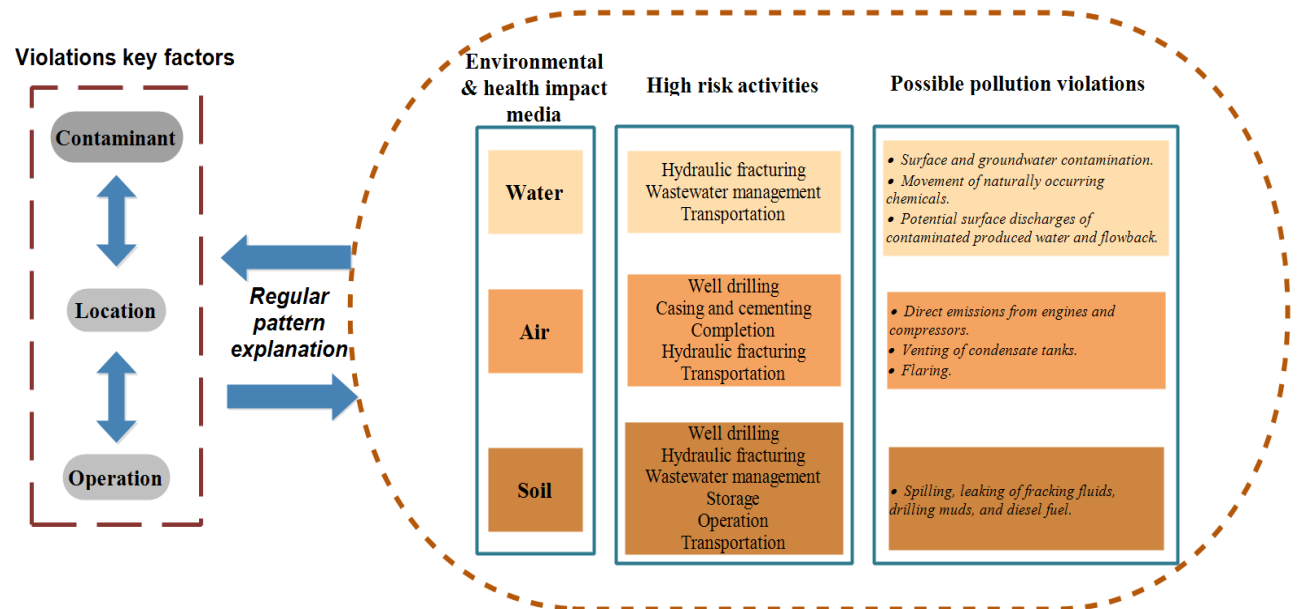 Violations key factors
Contaminant
Location
Operation
Regular
pattern
explanation
Environmental
& health impact
media
High risk activities
Possible pollution violations
Water
Hydraulic fracturing
Wastewater management
Transportation
● Surface and groundwater contamination.
● Movement of naturally occurring
chemicals.
● Potential surface discharges of
contaminated produced water and flowback.
Air
Well drilling
Casing and cementing
Completion
Hydraulic fracturing
Transportation
● Direct emissions from engines and
compressors.
● Venting of condensate tanks.
● Flaring.
Soil
Well drilling
Hydraulic fracturing
Wastewater management
Storage
Operation
Transportation
● Spilling, leaking of fracking fluids,
drilling muds, and diesel fuel.